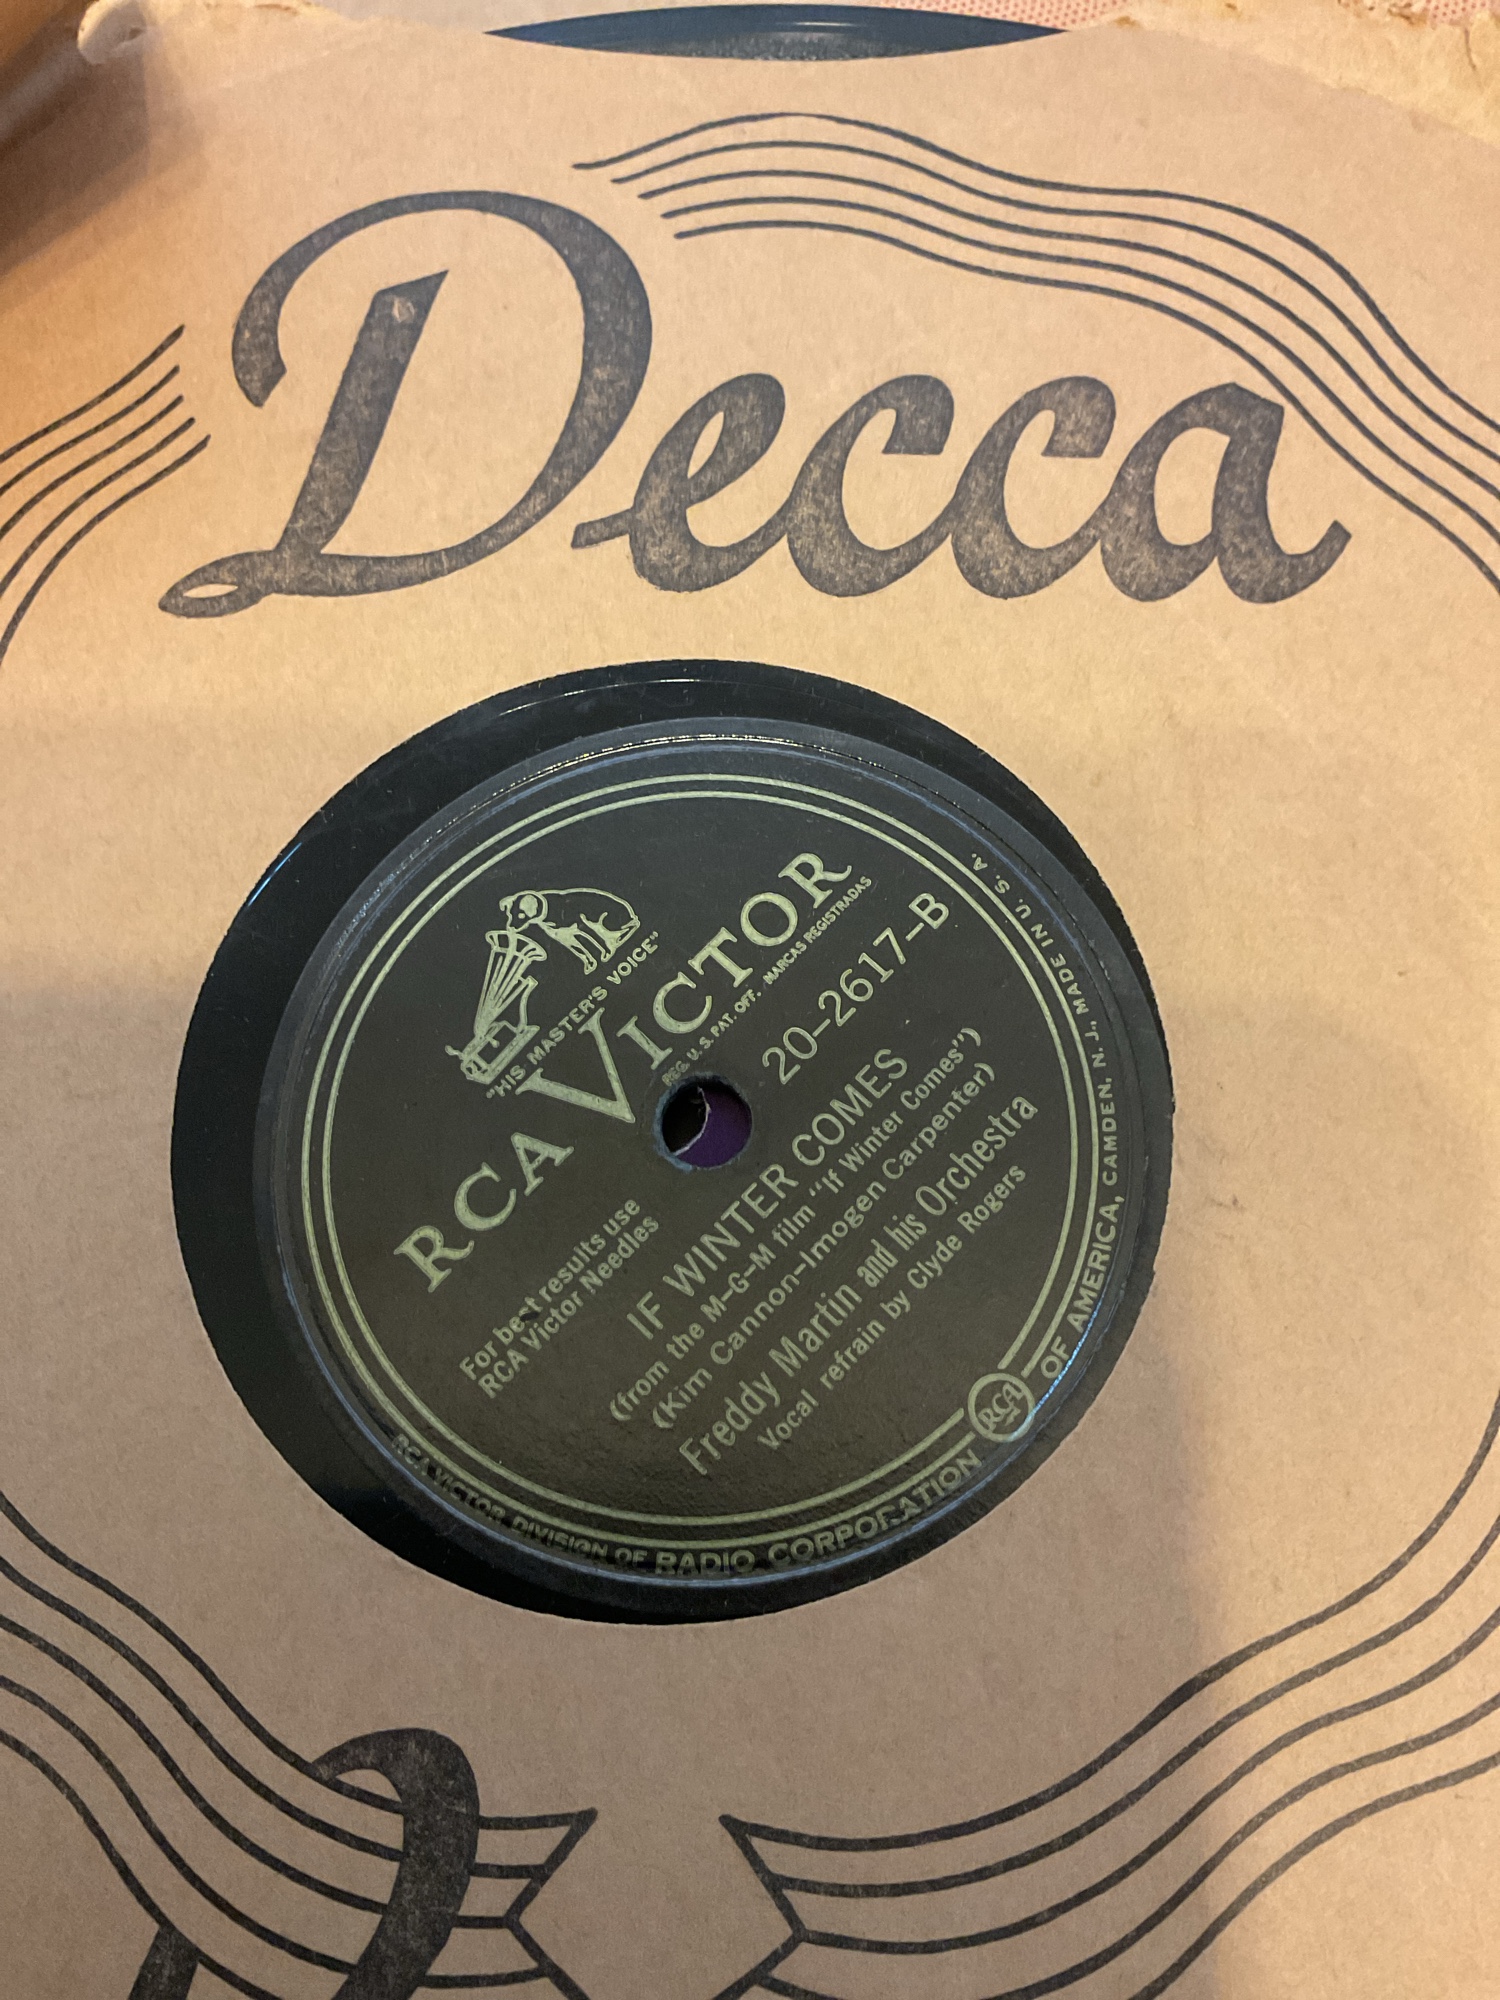 Decca
"HIS MASTER'S VOICE"
RCA VICTOR
REG. U. S. PAT. OFF. MARCAS REGISTRADAS
20-2617-B
For best results use
RCA Victor Needles
IF WINTER COMES
(from the M-G-M film "If Winter Comes")
(Kim Cannon-Imogen Carpenter)
Freddy Martin and his Orchestra
Vocal refrain by Clyde Rogers
RCA VICTOR DIVISION OF RADIO CORPORATION RCA OF AMERICA, CAMDEN, N. J., MADE IN U. S. A.